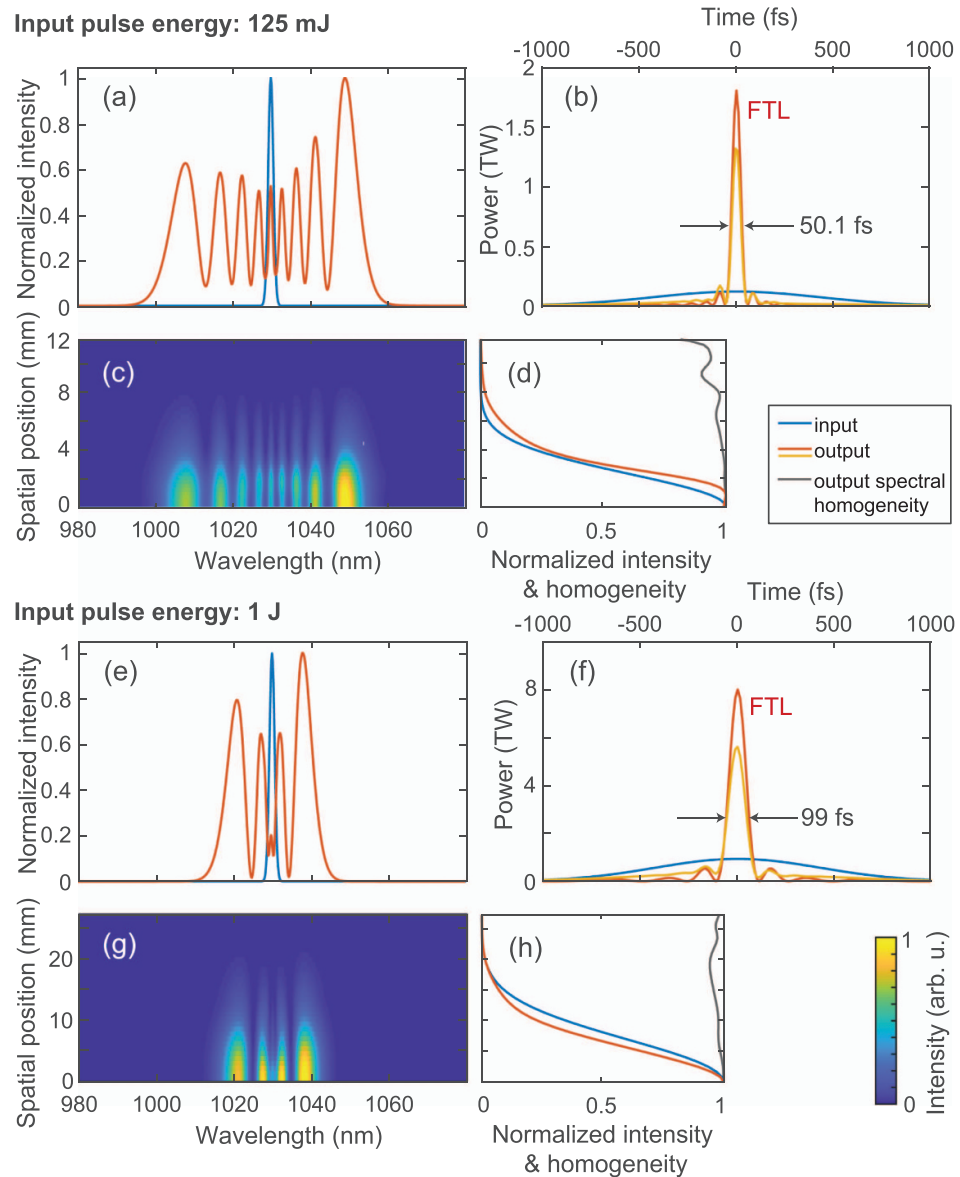 Input pulse energy: 125 mJ
Time (fs)
-1000 -500 0 500 1000
(a)
Normalized intensity
1
0.8
0.6
0.4
0.2
0
(b)
FTL
50.1 fs
Power (TW)
2
1.5
1
0.5
0
(c)
Spatial position (mm)
12
8
4
0
980 1000 1020 1040 1060
Wavelength (nm)
(d)
0 0.5 1
Normalized intensity
& homogeneity
input
output
output spectral
homogeneity
Input pulse energy: 1 J
Time (fs)
-1000 -500 0 500 1000
(e)
Normalized intensity
1
0.8
0.6
0.4
0.2
0
(f)
FTL
99 fs
Power (TW)
8
4
0
(g)
Spatial position (mm)
20
10
0
980 1000 1020 1040 1060
Wavelength (nm)
(h)
0 0.5 1
Normalized intensity
& homogeneity
1
0
Intensity (arb. u.)